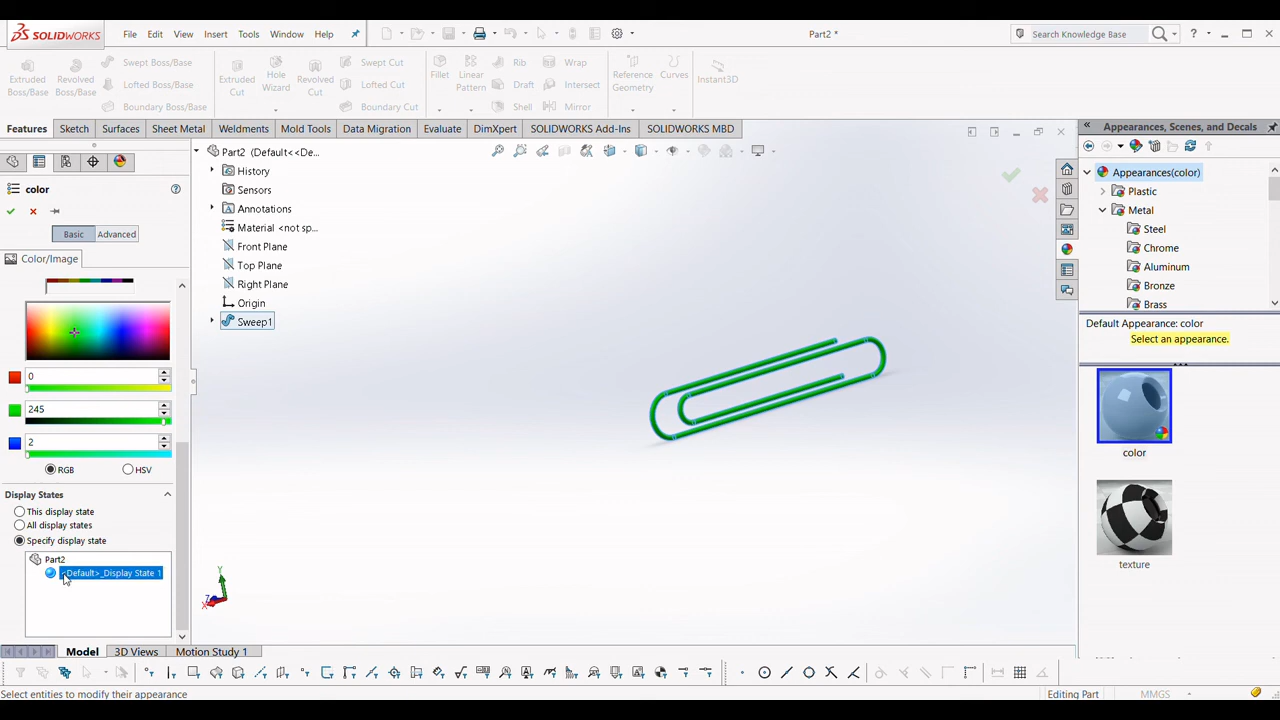 SOLIDWORKS File Edit View Insert Tools Window Help Part2 * Search Knowledge Base ?
Extruded Boss/Base Revolved Boss/Base Swept Boss/Base Extruded Cut Hole Wizard Revolved Cut Swept Cut Fillet Linear Pattern Rib Wrap Reference Geometry Curves Instant3D
Lofted Boss/Base Lofted Cut Draft Intersect
Boundary Boss/Base Boundary Cut Shell Mirror
Features Sketch Surfaces Sheet Metal Weldments Mold Tools Data Migration Evaluate DimXpert SOLIDWORKS Add-Ins SOLIDWORKS MBD
Appearances, Scenes, and Decals
color
Basic Advanced
Color/Image
0
245
2
RGB HSV
Display States
This display state
All display states
Specify display state
Part2
<Default>_Display State 1
Part2 (Default<<De...
History
Sensors
Annotations
Material <not sp...
Front Plane
Top Plane
Right Plane
Origin
Sweep1
Y
Z
X
Appearances(color)
Plastic
Metal
Steel
Chrome
Aluminum
Bronze
Brass
Default Appearance: color
Select an appearance.
color
texture
Model 3D Views Motion Study 1
Select entities to modify their appearance Editing Part MMGS